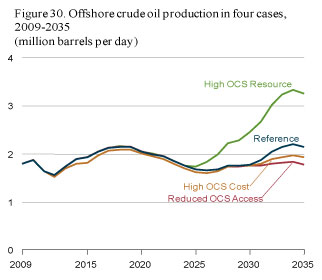 Figure 30. Offshore crude oil production in four cases,
2009-2035
(million barrels per day)
4
High OCS Resource
3
Reference
2
High OCS Cost
Reduced OCS Access
1
0
2009 2015 2020 2025 2030 2035